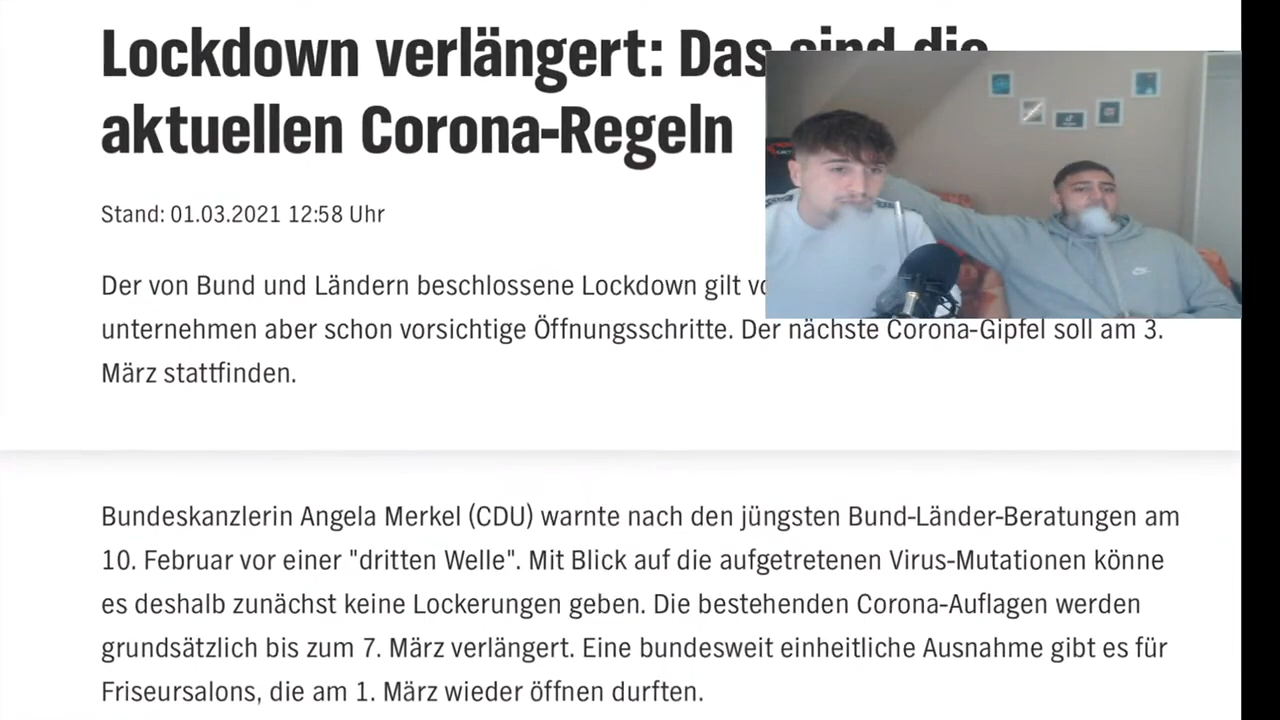 Lockdown verlängert: Das sind die
aktuellen Corona-Regeln
Stand: 01.03.2021 12:58 Uhr
Der von Bund und Ländern beschlossene Lockdown gilt
unternehmen aber schon vorsichtige Öffnungsschritte. Der nächste Corona-Gipfel soll am 3.
März stattfinden.
Bundeskanzlerin Angela Merkel (CDU) warnte nach den jüngsten Bund-Länder-Beratungen am
10. Februar vor einer "dritten Welle". Mit Blick auf die aufgetretenen Virus-Mutationen könne
es deshalb zunächst keine Lockerungen geben. Die bestehenden Corona-Auflagen werden
grundsätzlich bis zum 7. März verlängert. Eine bundesweit einheitliche Ausnahme gibt es für
Friseursalons, die am 1. März wieder öffnen durften.